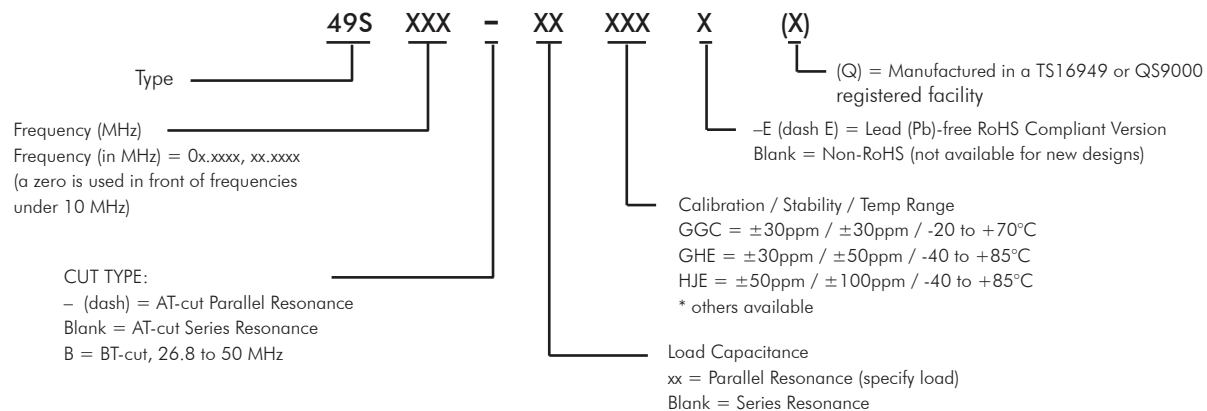 49S XXX – XX XXX X (X)
Type
(Q) = Manufactured in a TS16949 or QS9000
registered facility
Frequency (MHz)
Frequency (in MHz) = 0x.xxxx, xx.xxxx
(a zero is used in front of frequencies
under 10 MHz)
–E (dash E) = Lead (Pb)-free RoHS Compliant Version
Blank = Non-RoHS (not available for new designs)
Calibration / Stability / Temp Range
GGC = ±30ppm / ±30ppm / -20 to +70°C
GHE = ±30ppm / ±50ppm / -40 to +85°C
HJE = ±50ppm / ±100ppm / -40 to +85°C
* others available
CUT TYPE:
– (dash) = AT-cut Parallel Resonance
Blank = AT-cut Series Resonance
B = BT-cut, 26.8 to 50 MHz
Load Capacitance
xx = Parallel Resonance (specify load)
Blank = Series Resonance